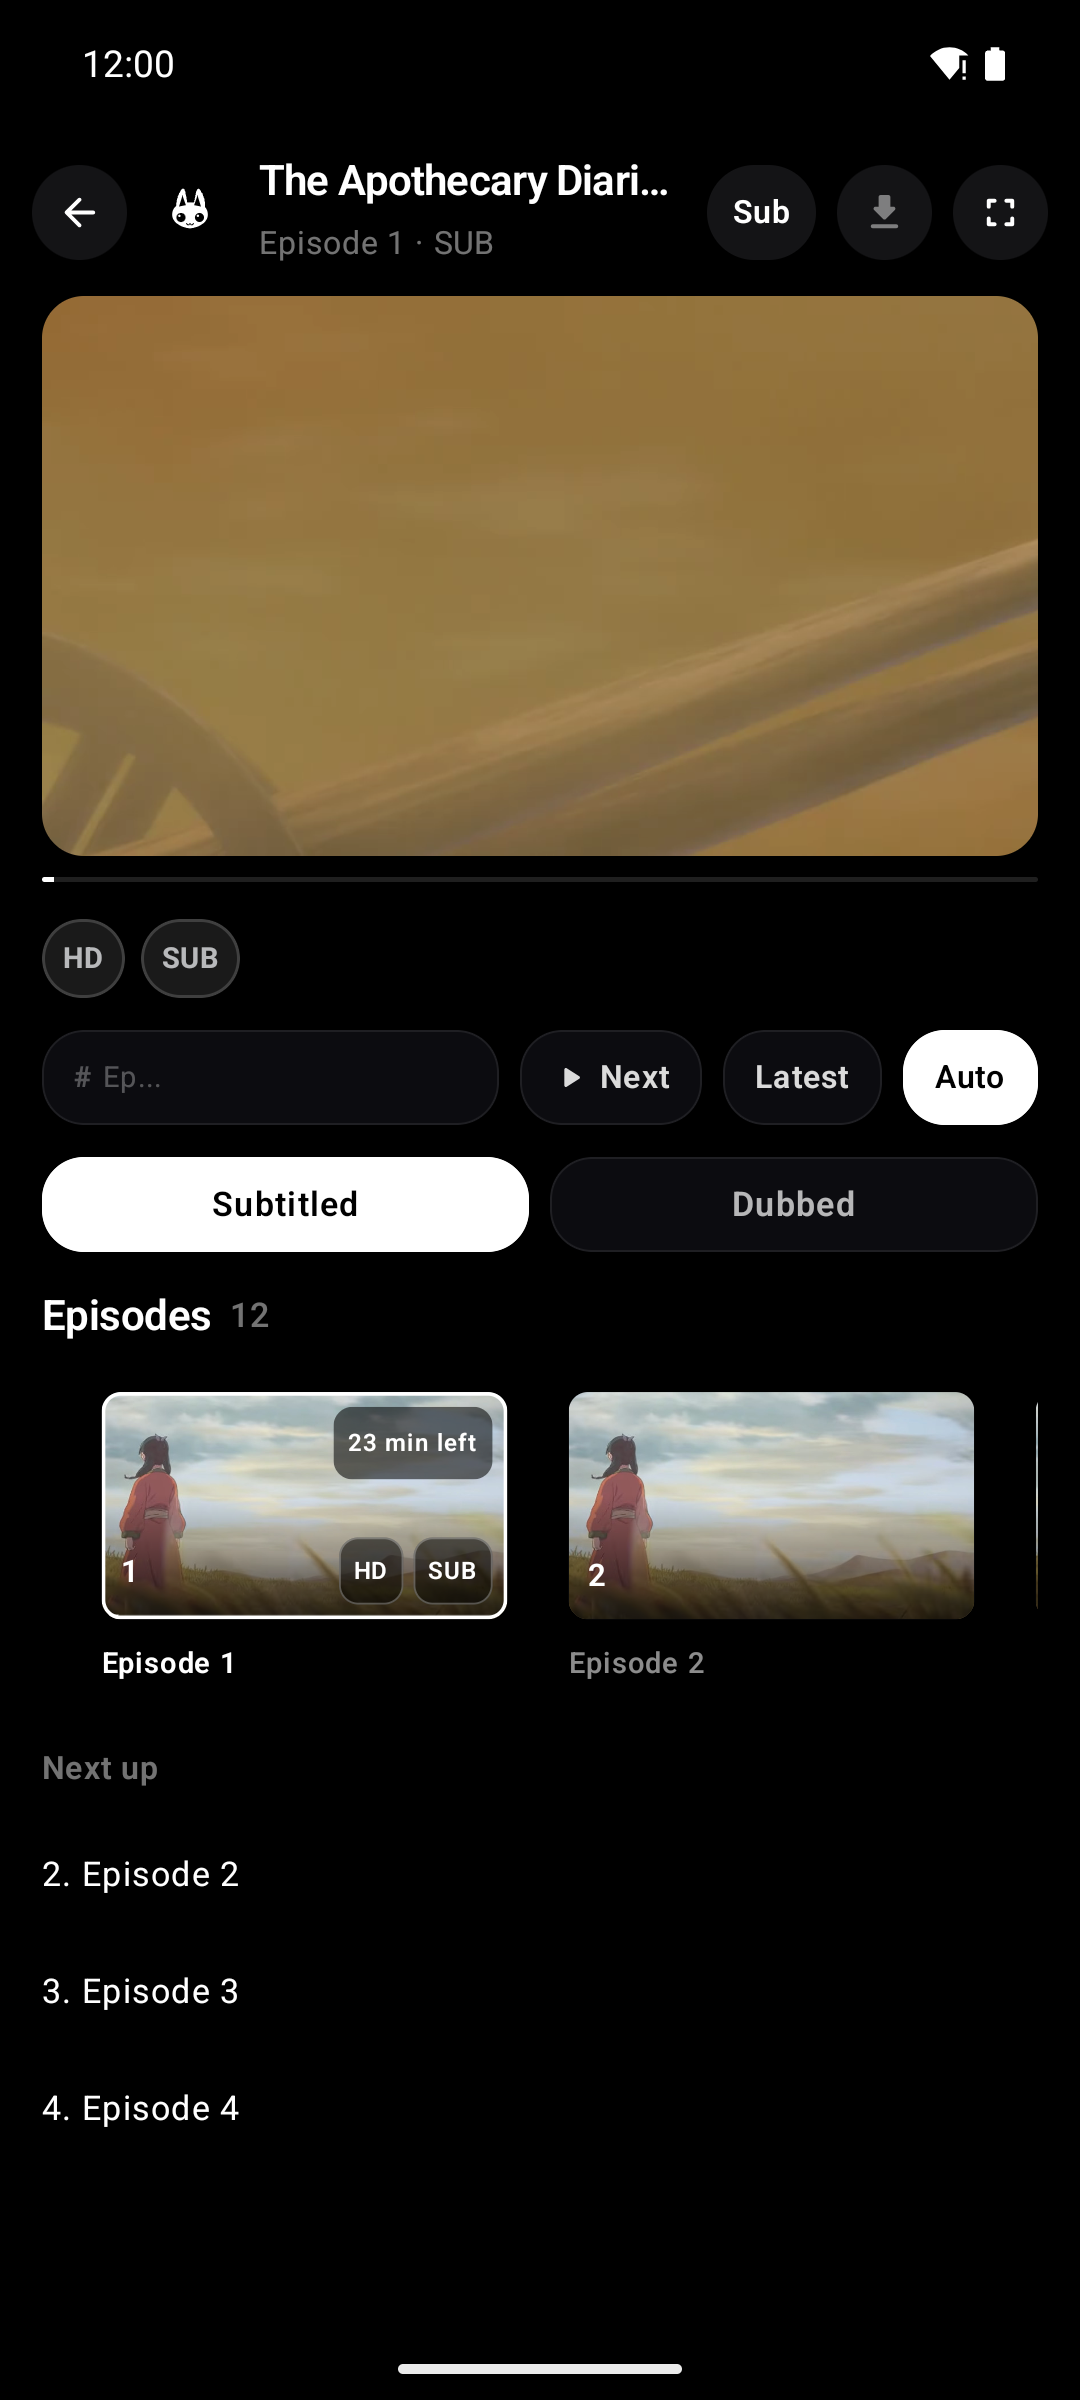 12:00
The Apothecary Diari...
Episode 1 · SUB
Sub
HD
SUB
# Ep...
Next
Latest
Auto
Subtitled
Dubbed
Episodes 12
23 min left
1
HD
SUB
2
Episode 1
Episode 2
Next up
2. Episode 2
3. Episode 3
4. Episode 4